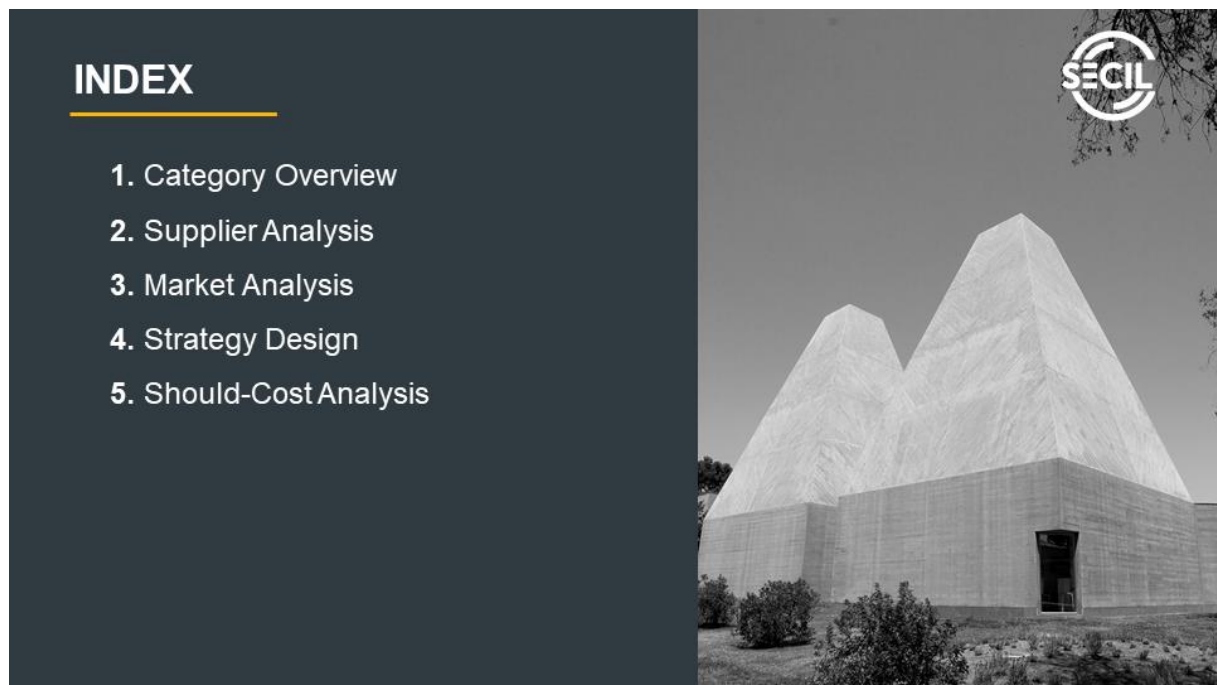 INDEX
SECIL
1. Category Overview
2. Supplier Analysis
3. Market Analysis
4. Strategy Design
5. Should-Cost Analysis